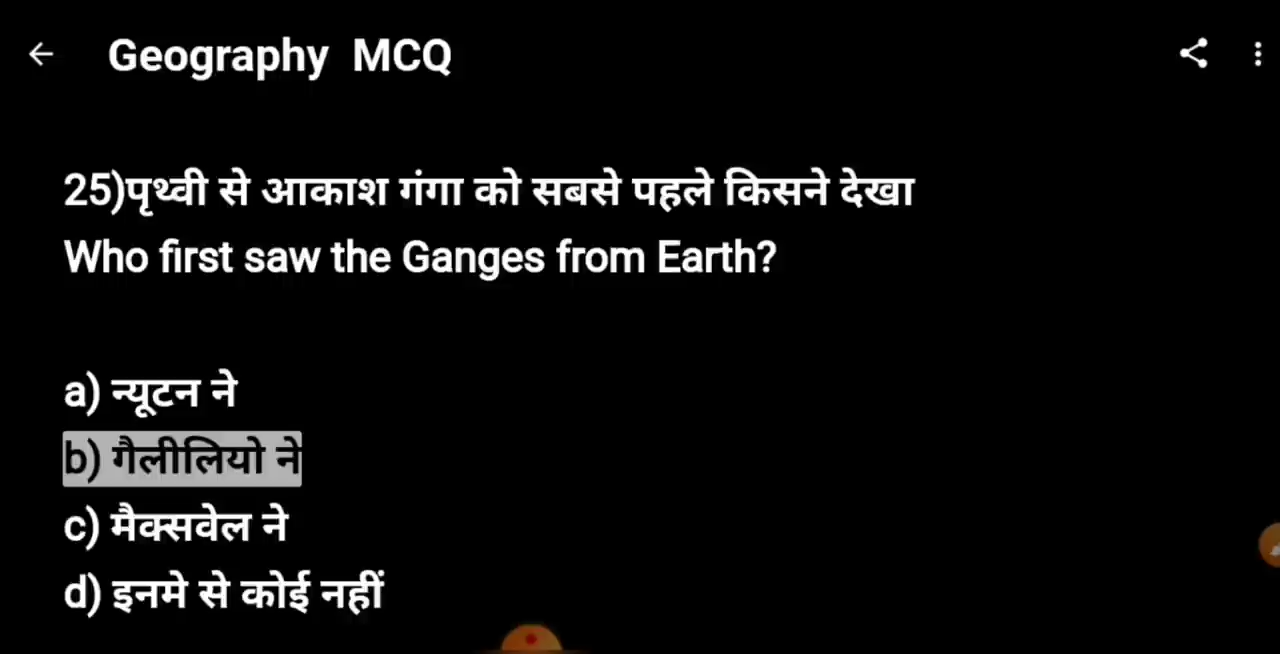 Geography MCQ
25)पृथ्वी से आकाश गंगा को सबसे पहले किसने देखा
Who first saw the Ganges from Earth?
a) न्यूटन ने
b) गैलीलियो ने
c) मैक्सवेल ने
d) इनमे से कोई नहीं